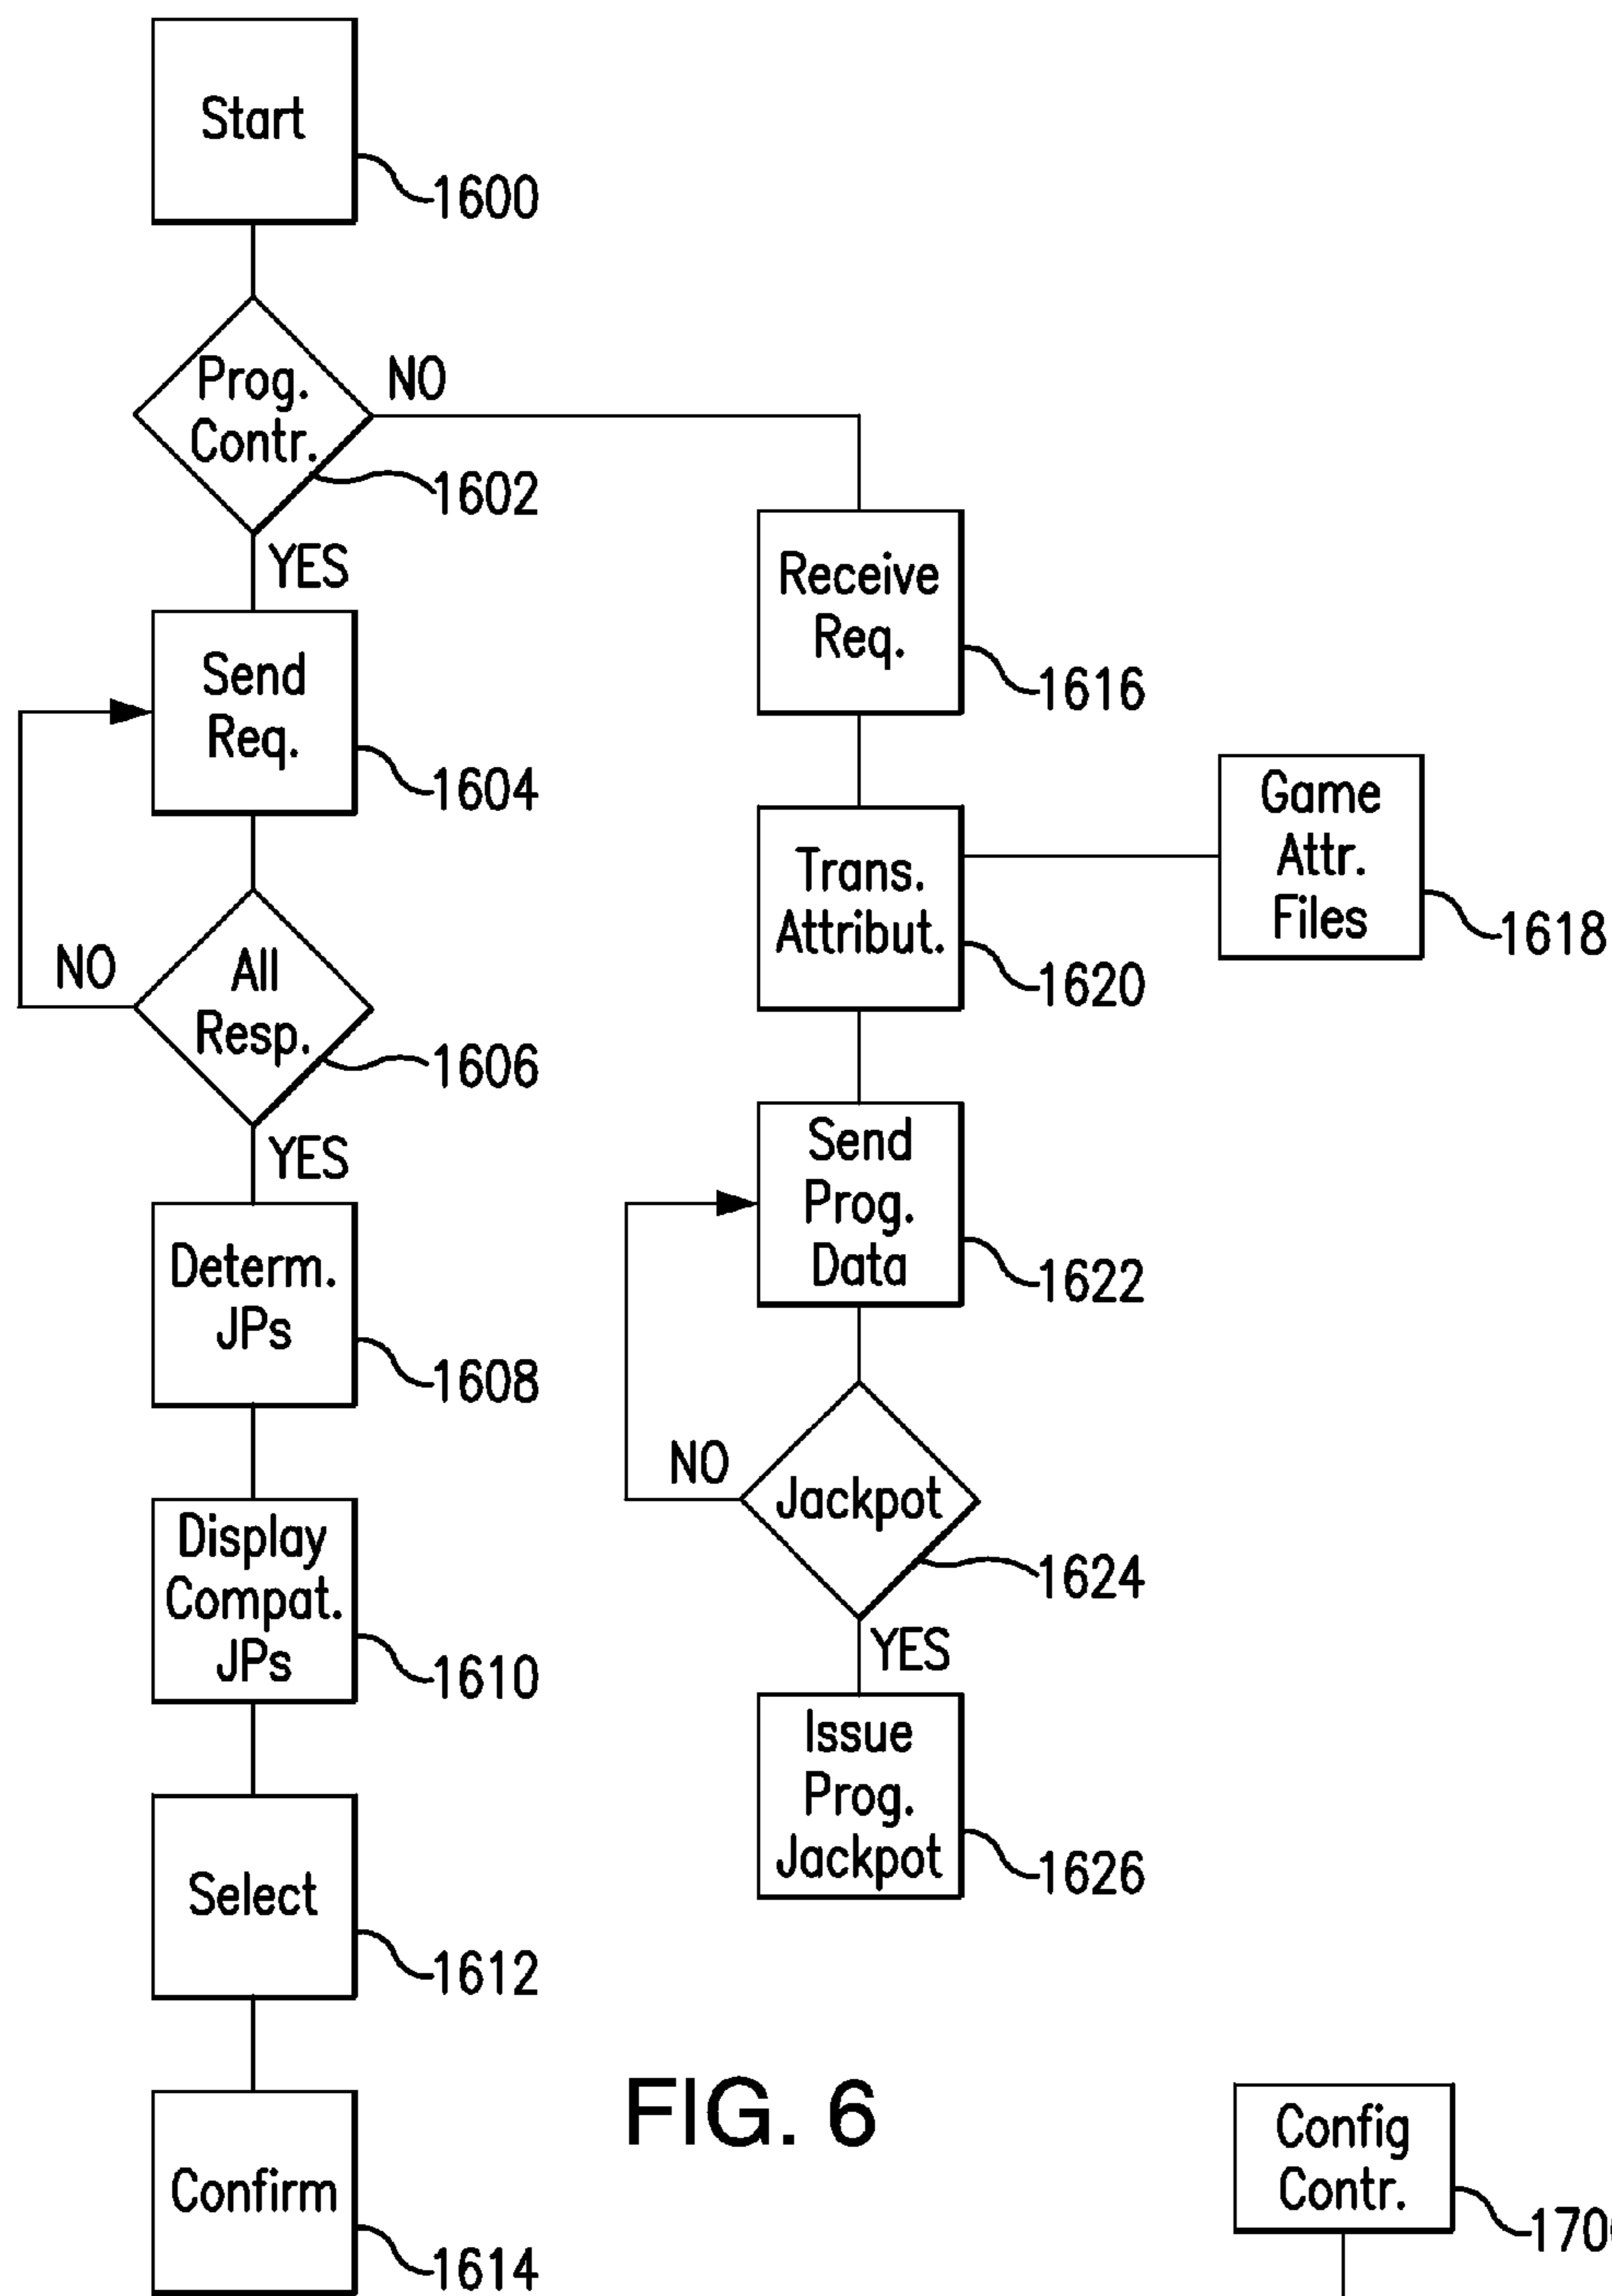 Start
1600
Prog.
Contr.
NO
1602
YES
Send
Req.
1604
NO
All
Resp.
1606
YES
Determ.
JPs
1608
Display
Compat.
JPs
1610
Select
1612
Confirm
1614
Receive
Req.
1616
Game
Attr.
Files
1618
Trans.
Attribut.
1620
Send
Prog.
Data
1622
NO
Jackpot
1624
YES
Issue
Prog.
Jackpot
1626
FIG. 6
Config
Contr.